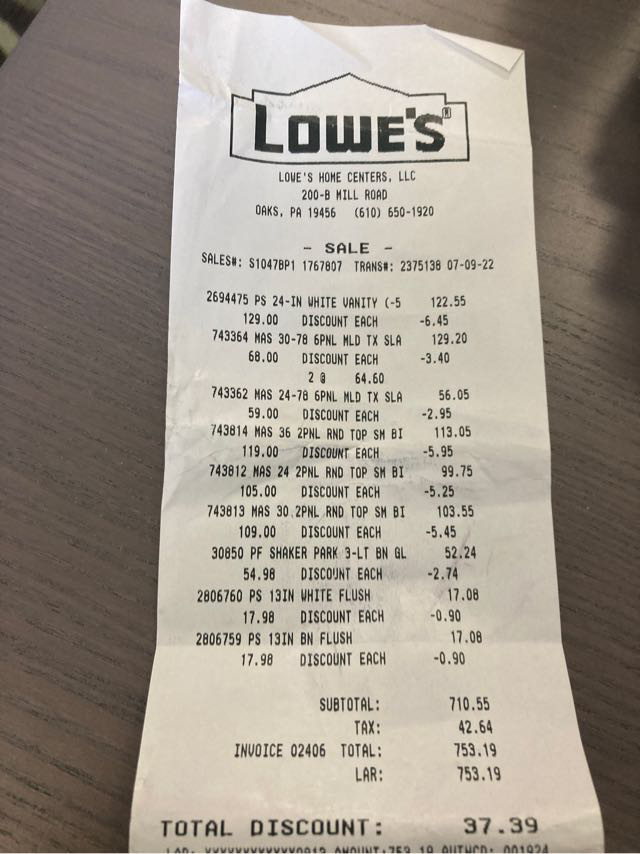 LOWE'S®
LOWE'S HOME CENTERS, LLC
200-B MILL ROAD
OAKS, PA 19456 (610) 650-1920
- SALE -
SALES#: S1047BP1 1767807 TRANS#: 2375138 07-09-22
2694475 PS 24-IN WHITE VANITY (-5 122.55
129.00 DISCOUNT EACH -6.45
743364 MAS 30-78 6PNL MLD TX SLA 129.20
68.00 DISCOUNT EACH -3.40
2 @ 64.60
743362 MAS 24-78 6PNL MLD TX SLA 56.05
59.00 DISCOUNT EACH -2.95
743814 MAS 36 2PNL RND TOP SM BI 113.05
119.00 DISCOUNT EACH -5.95
743812 MAS 24 2PNL RND TOP SM BI 99.75
105.00 DISCOUNT EACH -5.25
743813 MAS 30 2PNL RND TOP SM BI 103.55
109.00 DISCOUNT EACH -5.45
30850 PF SHAKER PARK 3-LT BN GL 52.24
54.98 DISCOUNT EACH -2.74
2806760 PS 13IN WHITE FLUSH 17.08
17.98 DISCOUNT EACH -0.90
2806759 PS 13IN BN FLUSH 17.08
17.98 DISCOUNT EACH -0.90
SUBTOTAL: 710.55
TAX: 42.64
INVOICE 02406 TOTAL: 753.19
LAR: 753.19
TOTAL DISCOUNT: 37.39
LAR: XXXXXXXXXXXX0913 AMOUNT:753.19 AUTHCD: 001924